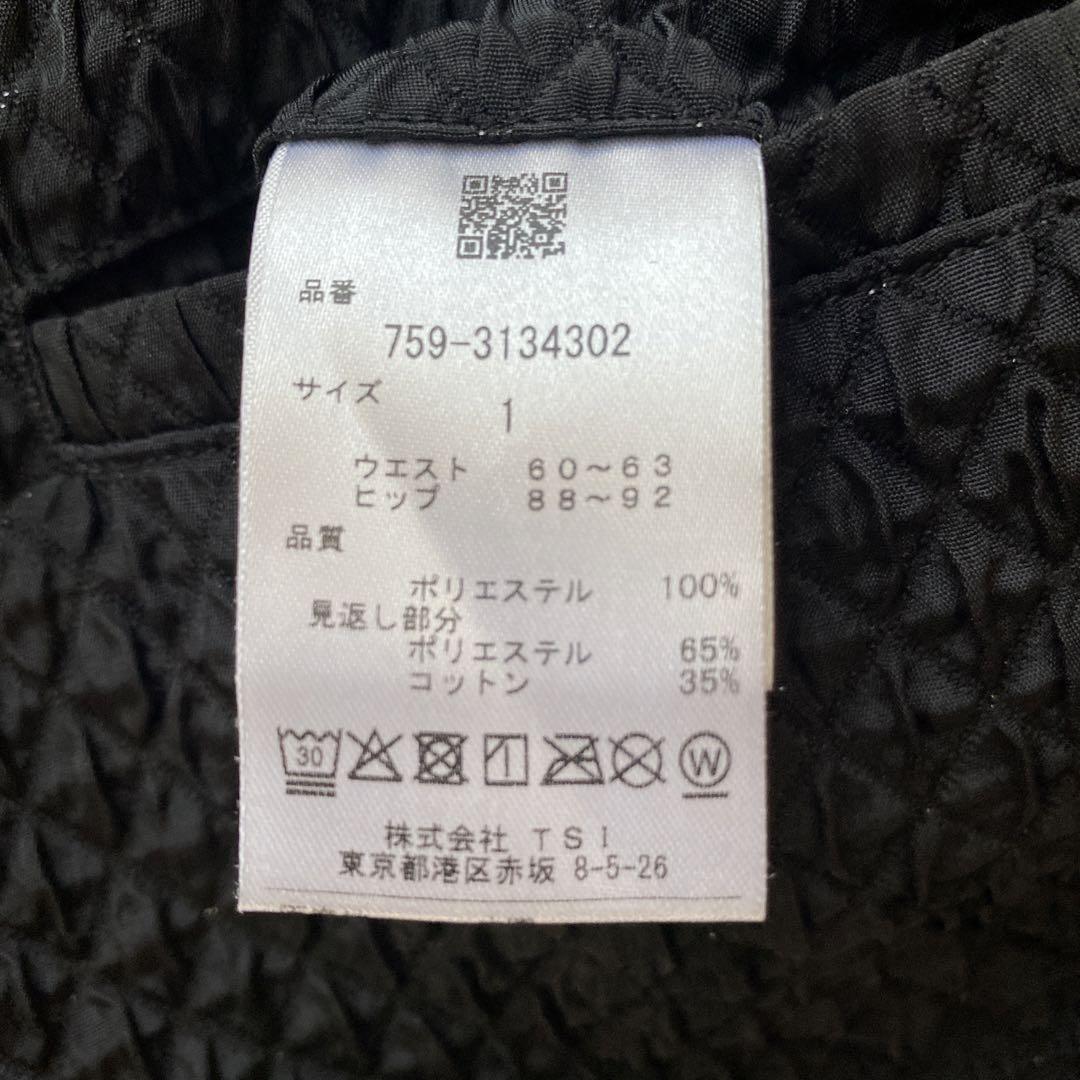 品番
759-3134302
サイズ
1
ウエスト 60～63
ヒップ 88～92
品質
ポリエステル 100%
見返し部分
ポリエステル 65%
コットン 35%
30 W
株式会社 TSI
東京都港区赤坂 8-5-26